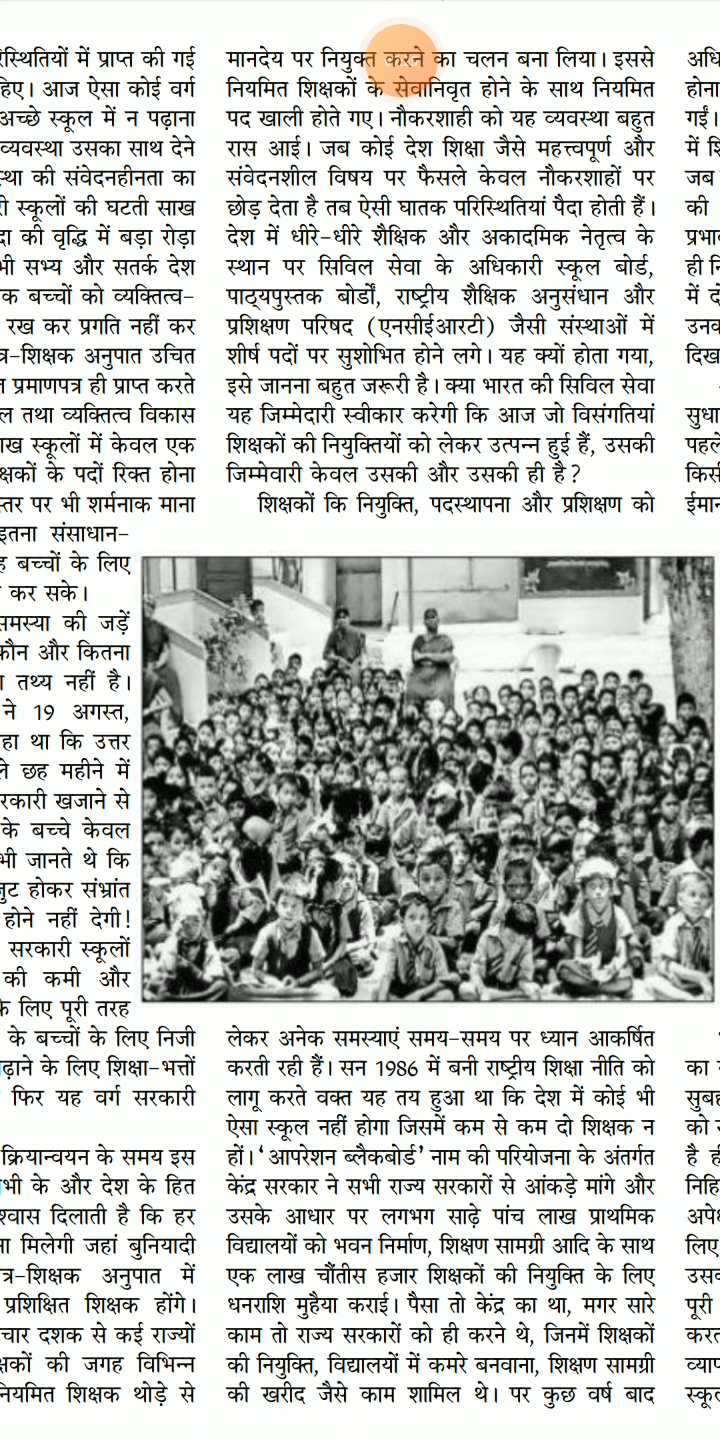 रिस्थितियों में प्राप्त की गई
हिए। आज ऐसा कोई वर्ग
अच्छे स्कूल में न पढ़ाना
व्यवस्था उसका साथ देने
स्था की संवेदनहीनता का
री स्कूलों की घटती साख
दा की वृद्धि में बड़ा रोड़ा
भी सभ्य और सतर्क देश
क बच्चों को व्यक्तित्व-
रख कर प्रगति नहीं कर
त्र-शिक्षक अनुपात उचित
प्रमाणपत्र ही प्राप्त करते
ल तथा व्यक्तित्व विकास
ाख स्कूलों में केवल एक
क्षकों के पदों रिक्त होना
स्तर पर भी शर्मनाक माना
इतना संसाधान-
ह बच्चों के लिए
कर सके।
समस्या की जड़ें
कौन और कितना
तथ्य नहीं है।
ने 19 अगस्त,
हा था कि उत्तर
ले छह महीने में
रकारी खजाने से
के बच्चे केवल
भी जानते थे कि
जुट होकर संभ्रांत
होने नहीं देगी!
सरकारी स्कूलों
की कमी और
के लिए पूरी तरह
के बच्चों के लिए निजी
ढ़ाने के लिए शिक्षा-भत्तों
फिर यह वर्ग सरकारी
क्रियान्वयन के समय इस
भी के और देश के हित
श्वास दिलाती है कि हर
ना मिलेगी जहां बुनियादी
त्र-शिक्षक अनुपात में
प्रशिक्षित शिक्षक होंगे।
चार दशक से कई राज्यों
क्षकों की जगह विभिन्न
नियमित शिक्षक थोड़े से
मानदेय पर नियुक्त करने का चलन बना लिया। इससे
नियमित शिक्षकों के सेवानिवृत होने के साथ नियमित
पद खाली होते गए। नौकरशाही को यह व्यवस्था बहुत
रास आई। जब कोई देश शिक्षा जैसे महत्त्वपूर्ण और
संवेदनशील विषय पर फैसले केवल नौकरशाहों पर
छोड़ देता है तब ऐसी घातक परिस्थितियां पैदा होती हैं।
देश में धीरे-धीरे शैक्षिक और अकादमिक नेतृत्व के
स्थान पर सिविल सेवा के अधिकारी स्कूल बोर्ड,
पाठ्यपुस्तक बोर्डों, राष्ट्रीय शैक्षिक अनुसंधान और
प्रशिक्षण परिषद (एनसीईआरटी) जैसी संस्थाओं में
शीर्ष पदों पर सुशोभित होने लगे। यह क्यों होता गया,
इसे जानना बहुत जरूरी है। क्या भारत की सिविल सेवा
यह जिम्मेदारी स्वीकार करेगी कि आज जो विसंगतियां
शिक्षकों की नियुक्तियों को लेकर उत्पन्न हुई हैं, उसकी
जिम्मेवारी केवल उसकी और उसकी ही है?
शिक्षकों कि नियुक्ति, पदस्थापना और प्रशिक्षण को
लेकर अनेक समस्याएं समय-समय पर ध्यान आकर्षित
करती रही हैं। सन 1986 में बनी राष्ट्रीय शिक्षा नीति को
लागू करते वक्त यह तय हुआ था कि देश में कोई भी
ऐसा स्कूल नहीं होगा जिसमें कम से कम दो शिक्षक न
हों। ‘आपरेशन ब्लैकबोर्ड’ नाम की परियोजना के अंतर्गत
केंद्र सरकार ने सभी राज्य सरकारों से आंकड़े मांगे और
उसके आधार पर लगभग साढ़े पांच लाख प्राथमिक
विद्यालयों को भवन निर्माण, शिक्षण सामग्री आदि के साथ
एक लाख चौंतीस हजार शिक्षकों की नियुक्ति के लिए
धनराशि मुहैया कराई। पैसा तो केंद्र का था, मगर सारे
काम तो राज्य सरकारों को ही करने थे, जिनमें शिक्षकों
की नियुक्ति, विद्यालयों में कमरे बनवाना, शिक्षण सामग्री
की खरीद जैसे काम शामिल थे। पर कुछ वर्ष बाद
अधि
होना
गईं।
में शि
जब
की
प्रभा
ही नि
में दो
उनक
दिख
सुधा
पहले
किसी
ईमान
का
सुबह
को
है ही
निहि
अपे
लिए
उसक
पूरी
करत
व्याप
स्कूल